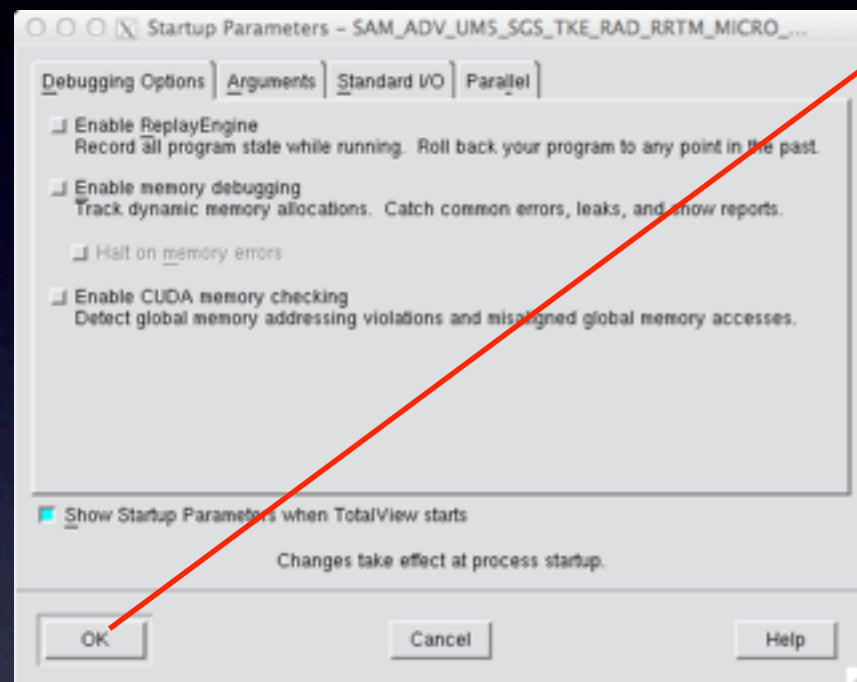 Startup Parameters – SAM_ADV_UM5_SGS_TKE_RAD_RRTM_MICRO_...
Debugging Options Arguments Standard I/O Parallel
Enable ReplayEngine
Record all program state while running. Roll back your program to any point in the past.
Enable memory debugging
Track dynamic memory allocations. Catch common errors, leaks, and show reports.
Halt on memory errors
Enable CUDA memory checking
Detect global memory addressing violations and misaligned global memory accesses.
Show Startup Parameters when TotalView starts
Changes take effect at process startup.
OK Cancel Help